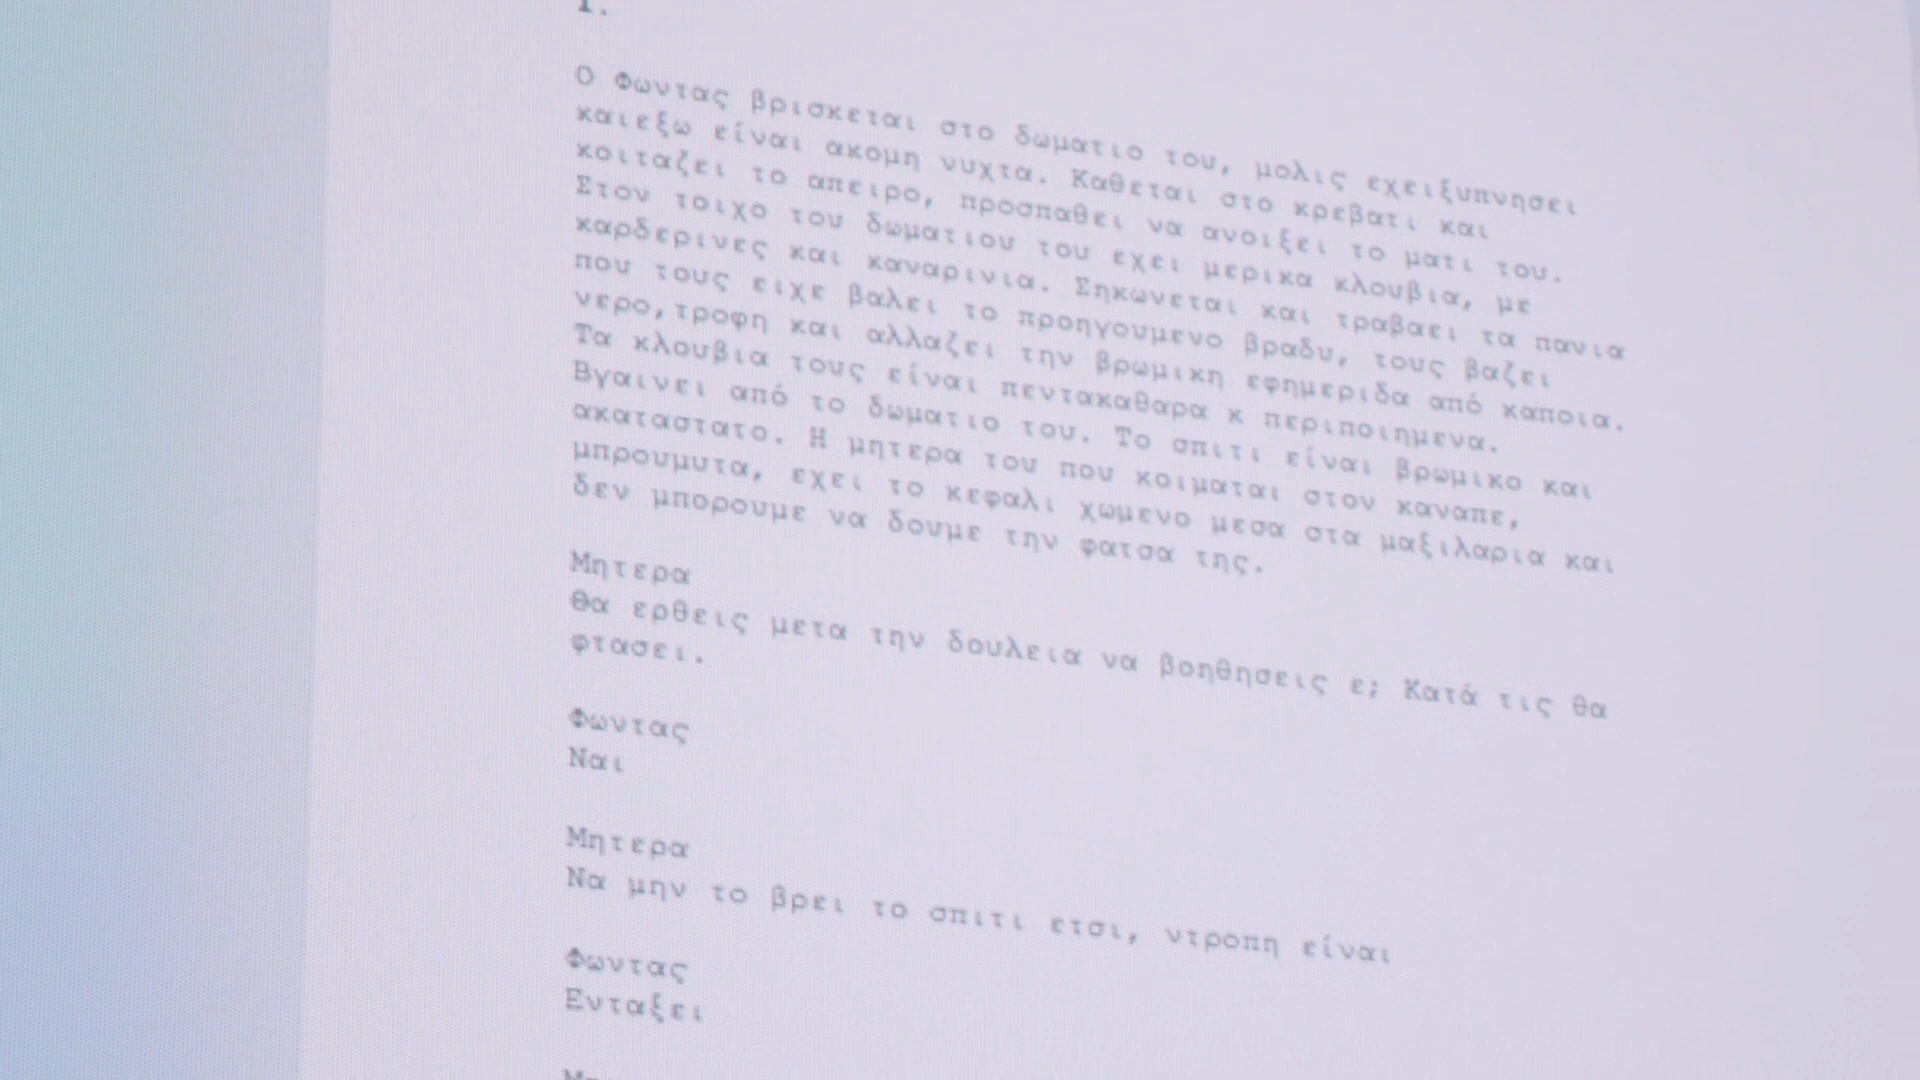 1.
Ο Φωντας βρισκεται στο δωματιο του, μολις εχειξυπνησει
καιεξω είναι ακομη νυχτα. Καθεται στο κρεβατι και
κοιταζει το απειρο, προσπαθει να ανοιξει το ματι του.
Στον τοιχο του δωματιου του εχει μερικα κλουβια, με
καρδερινες και καναρινια. Σηκωνεται και τραβαει τα πανια
που τους ειχε βαλει το προηγουμενο βραδυ, τους βαζει
νερο,τροφη και αλλαζει την βρωμικη εφημεριδα από καποια.
Τα κλουβια τους είναι πεντακαθαρα κ περιποιημενα.
Βγαινει από το δωματιο του. Το σπιτι είναι βρωμικο και
ακαταστατο. Η μητερα του που κοιμαται στον καναπε,
μπρουμυτα, εχει το κεφαλι χωμενο μεσα στα μαξιλαρια και
δεν μπορουμε να δουμε την φατσα της.
Μητερα
Θα ερθεις μετα την δουλεια να βοηθησεις ε; Κατά τις θα
φτασει.
Φωντας
Ναι
Μητερα
Να μην το βρει το σπιτι ετσι, ντροπη είναι
Φωντας
Ενταξει